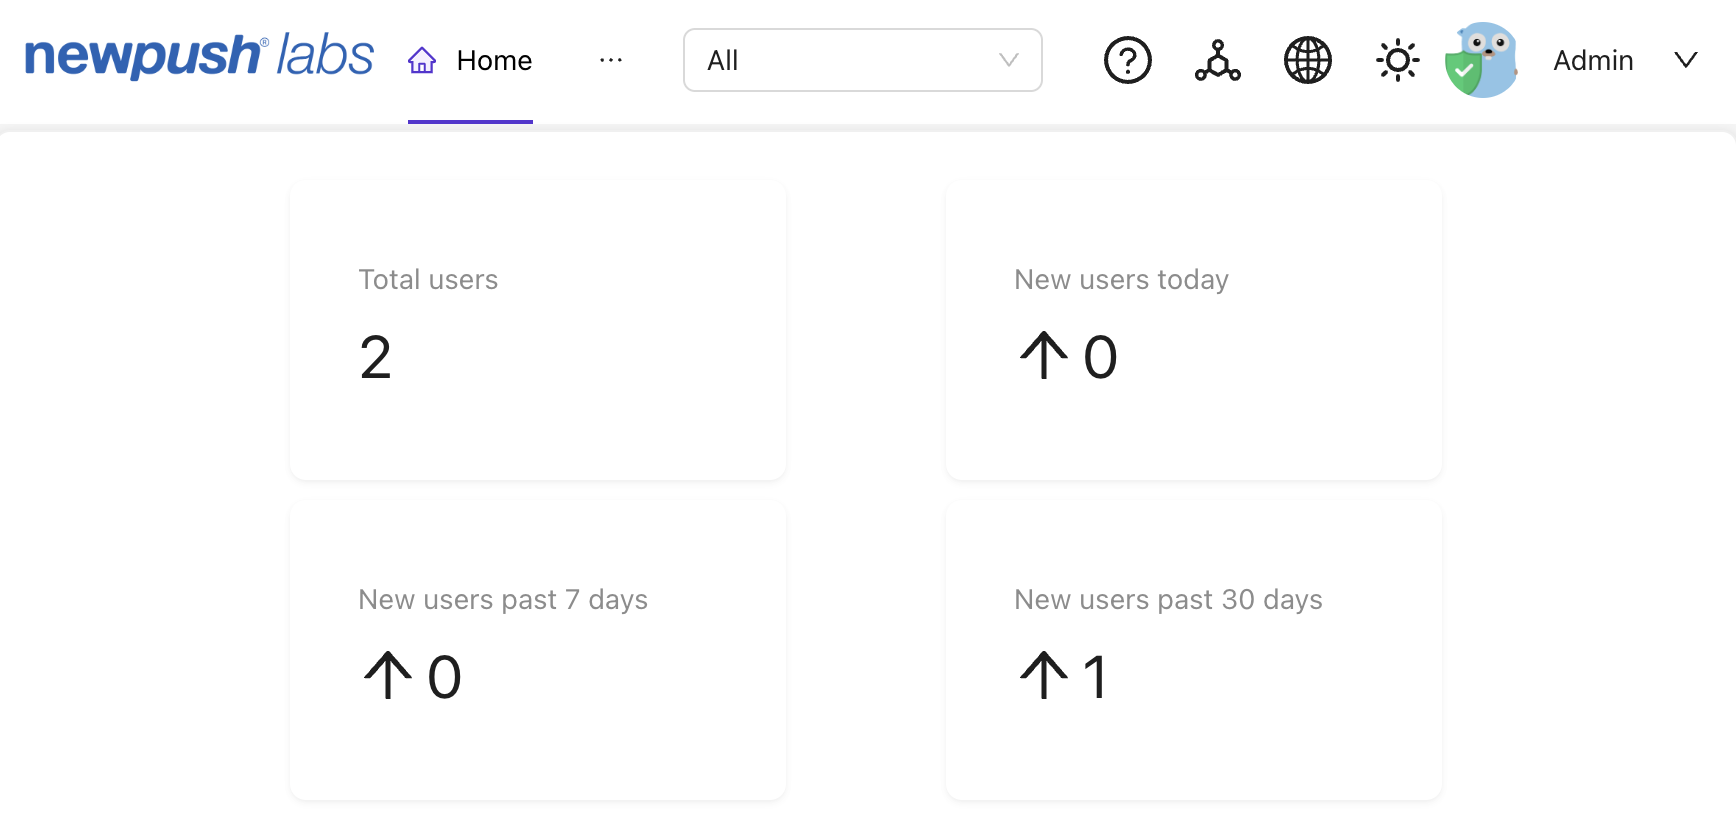 newpush® labs Home ··· All Admin
Total users
2
New users today
0
New users past 7 days
0
New users past 30 days
1